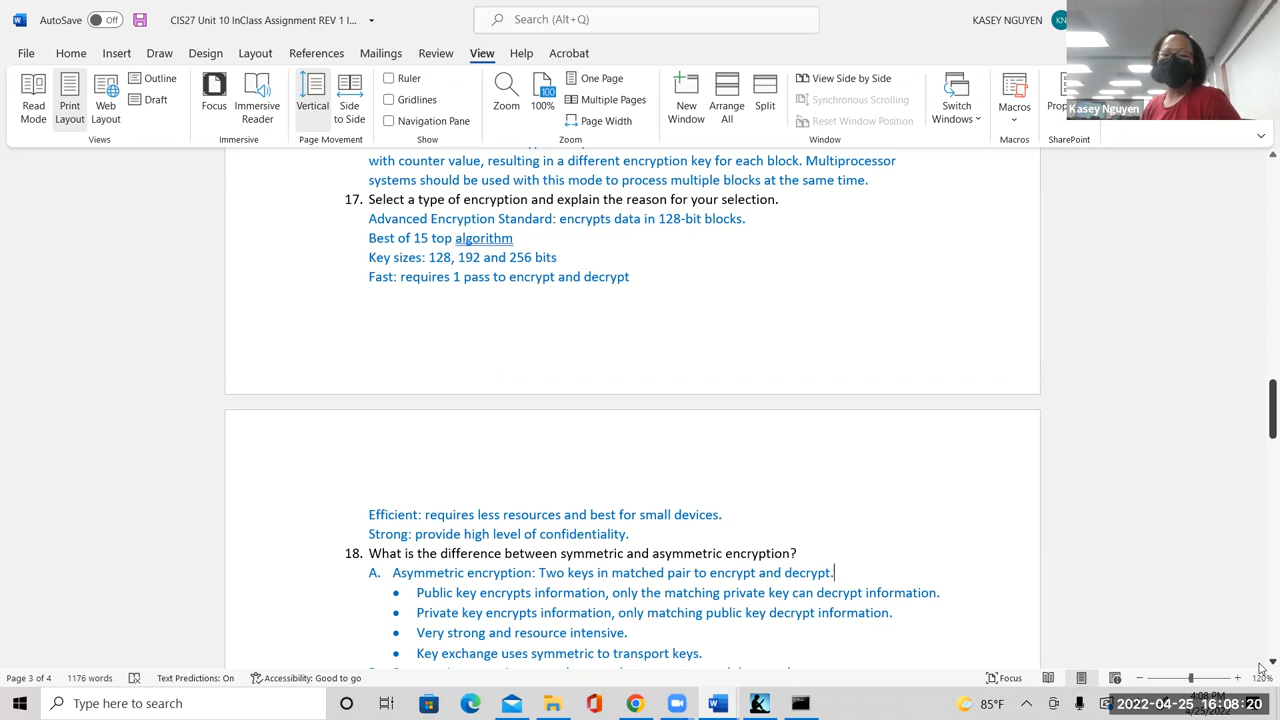 AutoSave Off CIS27 Unit 10 InClass Assignment REV 1 I... Search (Alt+Q) KASEY NGUYEN KN
File Home Insert Draw Design Layout References Mailings Review View Help Acrobat
Read Mode Print Layout Web Layout Outline Draft Views
Focus Immersive Reader Immersive
Vertical Side to Side Page Movement
Ruler Gridlines Navigation Pane Show
Zoom 100% One Page Multiple Pages Page Width Zoom
New Window Arrange All Split View Side by Side Synchronous Scrolling Reset Window Position Switch Windows Window
Macros Macros
SharePoint
Kasey Nguyen
with counter value, resulting in a different encryption key for each block. Multiprocessor
systems should be used with this mode to process multiple blocks at the same time.
17. Select a type of encryption and explain the reason for your selection.
Advanced Encryption Standard: encrypts data in 128-bit blocks.
Best of 15 top algorithm
Key sizes: 128, 192 and 256 bits
Fast: requires 1 pass to encrypt and decrypt
Efficient: requires less resources and best for small devices.
Strong: provide high level of confidentiality.
18. What is the difference between symmetric and asymmetric encryption?
A. Asymmetric encryption: Two keys in matched pair to encrypt and decrypt.
• Public key encrypts information, only the matching private key can decrypt information.
• Private key encrypts information, only matching public key decrypt information.
• Very strong and resource intensive.
• Key exchange uses symmetric to transport keys.
Page 3 of 4 1176 words Text Predictions: On Accessibility: Good to go Focus 120%
Type here to search 85°F 4:08 PM
2022-04-25 16:08:20